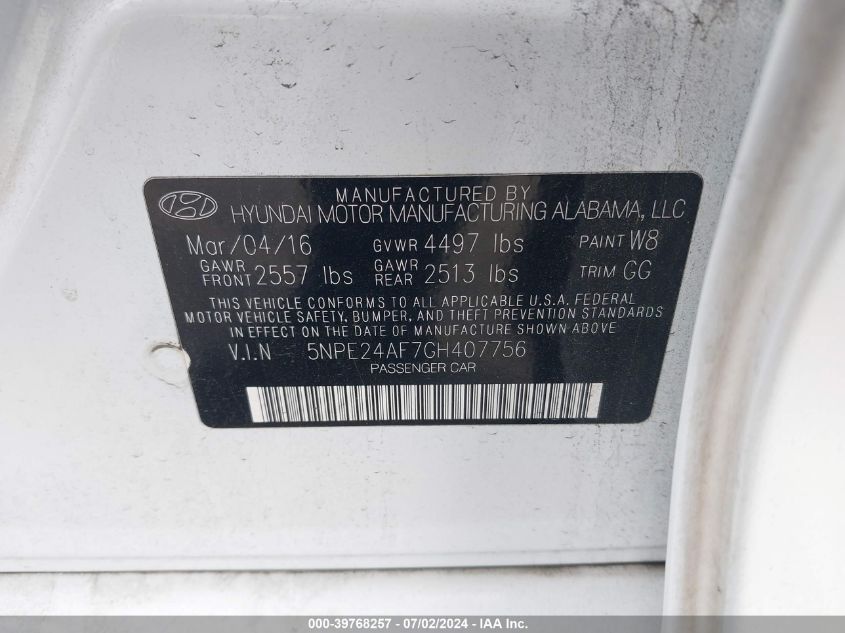 MANUFACTURED BY
HYUNDAI MOTOR MANUFACTURING ALABAMA, LLC
Mar/04/16 GVWR 4497 lbs PAINT W8
GAWR FRONT 2557 lbs GAWR REAR 2513 lbs TRIM GG
THIS VEHICLE CONFORMS TO ALL APPLICABLE U.S.A. FEDERAL
MOTOR VEHICLE SAFETY, BUMPER, AND THEFT PREVENTION STANDARDS
IN EFFECT ON THE DATE OF MANUFACTURE SHOWN ABOVE
V.I.N 5NPE24AF7GH407756
PASSENGER CAR
000-39768257 - 07/02/2024 - IAA Inc.